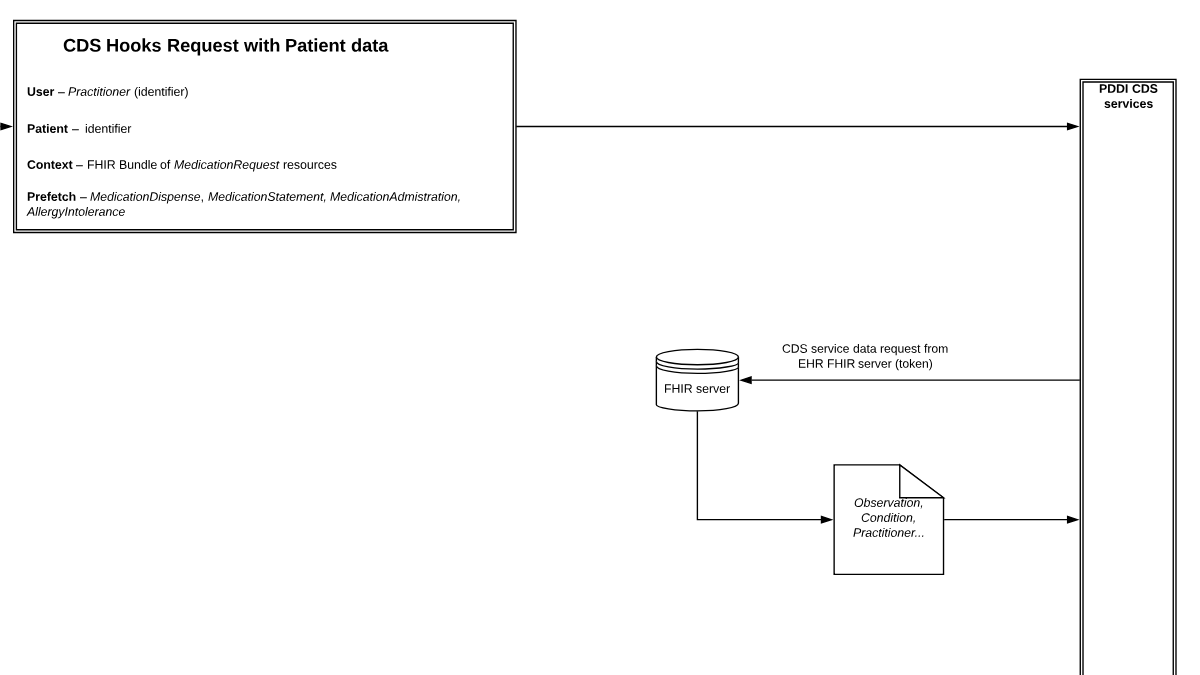 CDS Hooks Request with Patient data
User – Practitioner (identifier)
Patient –  identifier
Context – FHIR Bundle of MedicationRequest resources
Prefetch – MedicationDispense, MedicationStatement, MedicationAdmistration,
AllergyIntolerance
PDDI CDS
services
CDS service data request from
EHR FHIR server (token)
FHIR server
Observation,
Condition,
Practitioner...